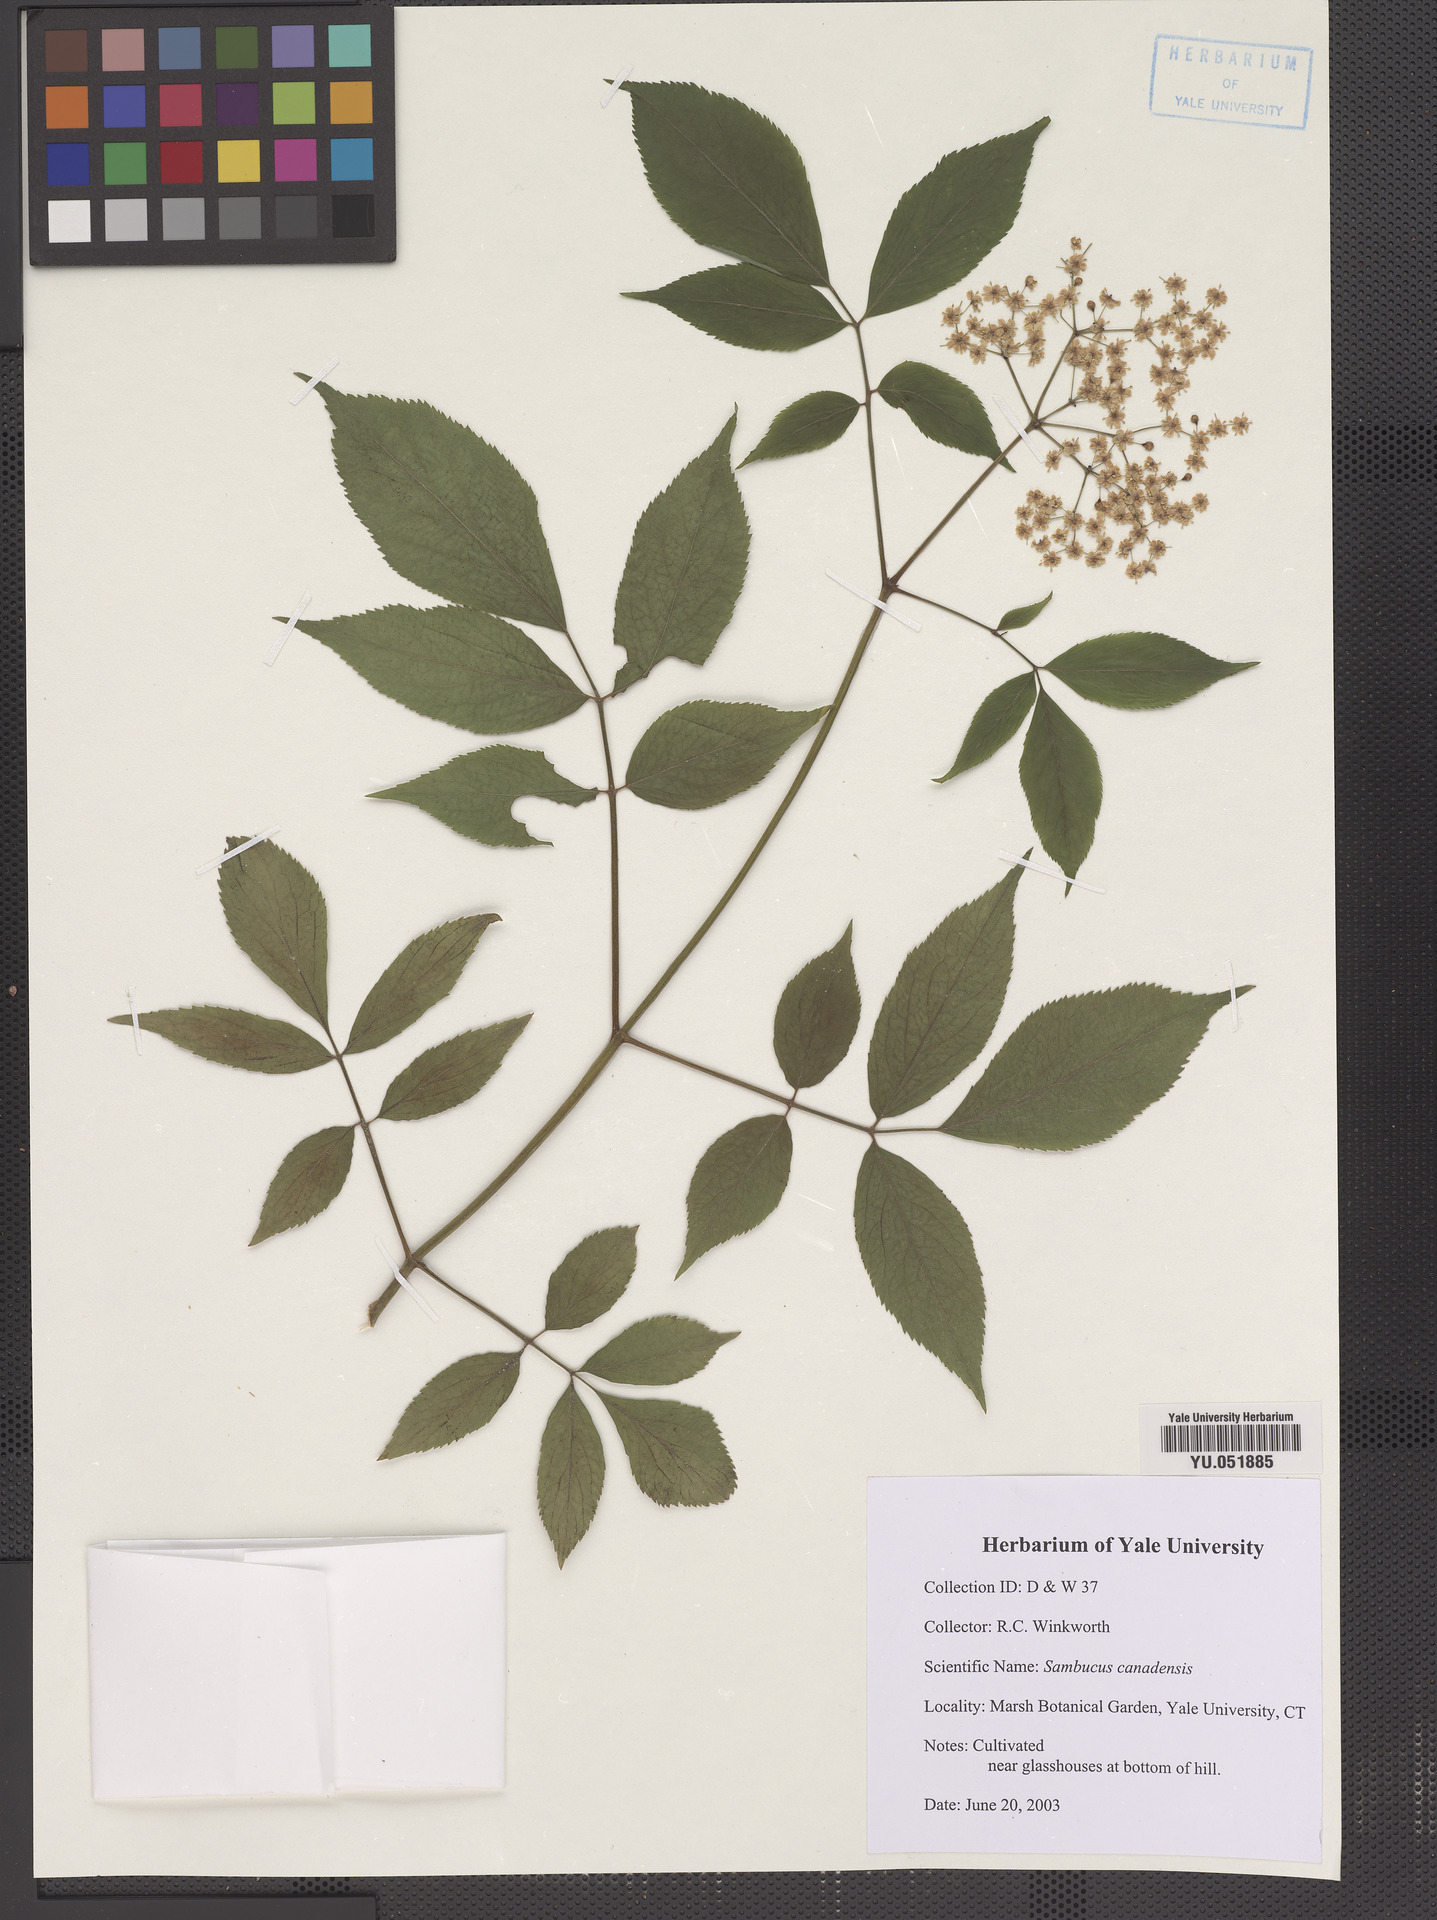 HERBARIUM
OF
YALE UNIVERSITY
Yale University Herbarium
YU.051885
Herbarium of Yale University
Collection ID: D & W 37
Collector: R.C. Winkworth
Scientific Name: Sambucus canadensis
Locality: Marsh Botanical Garden, Yale University, CT
Notes: Cultivated
near glasshouses at bottom of hill.
Date: June 20, 2003